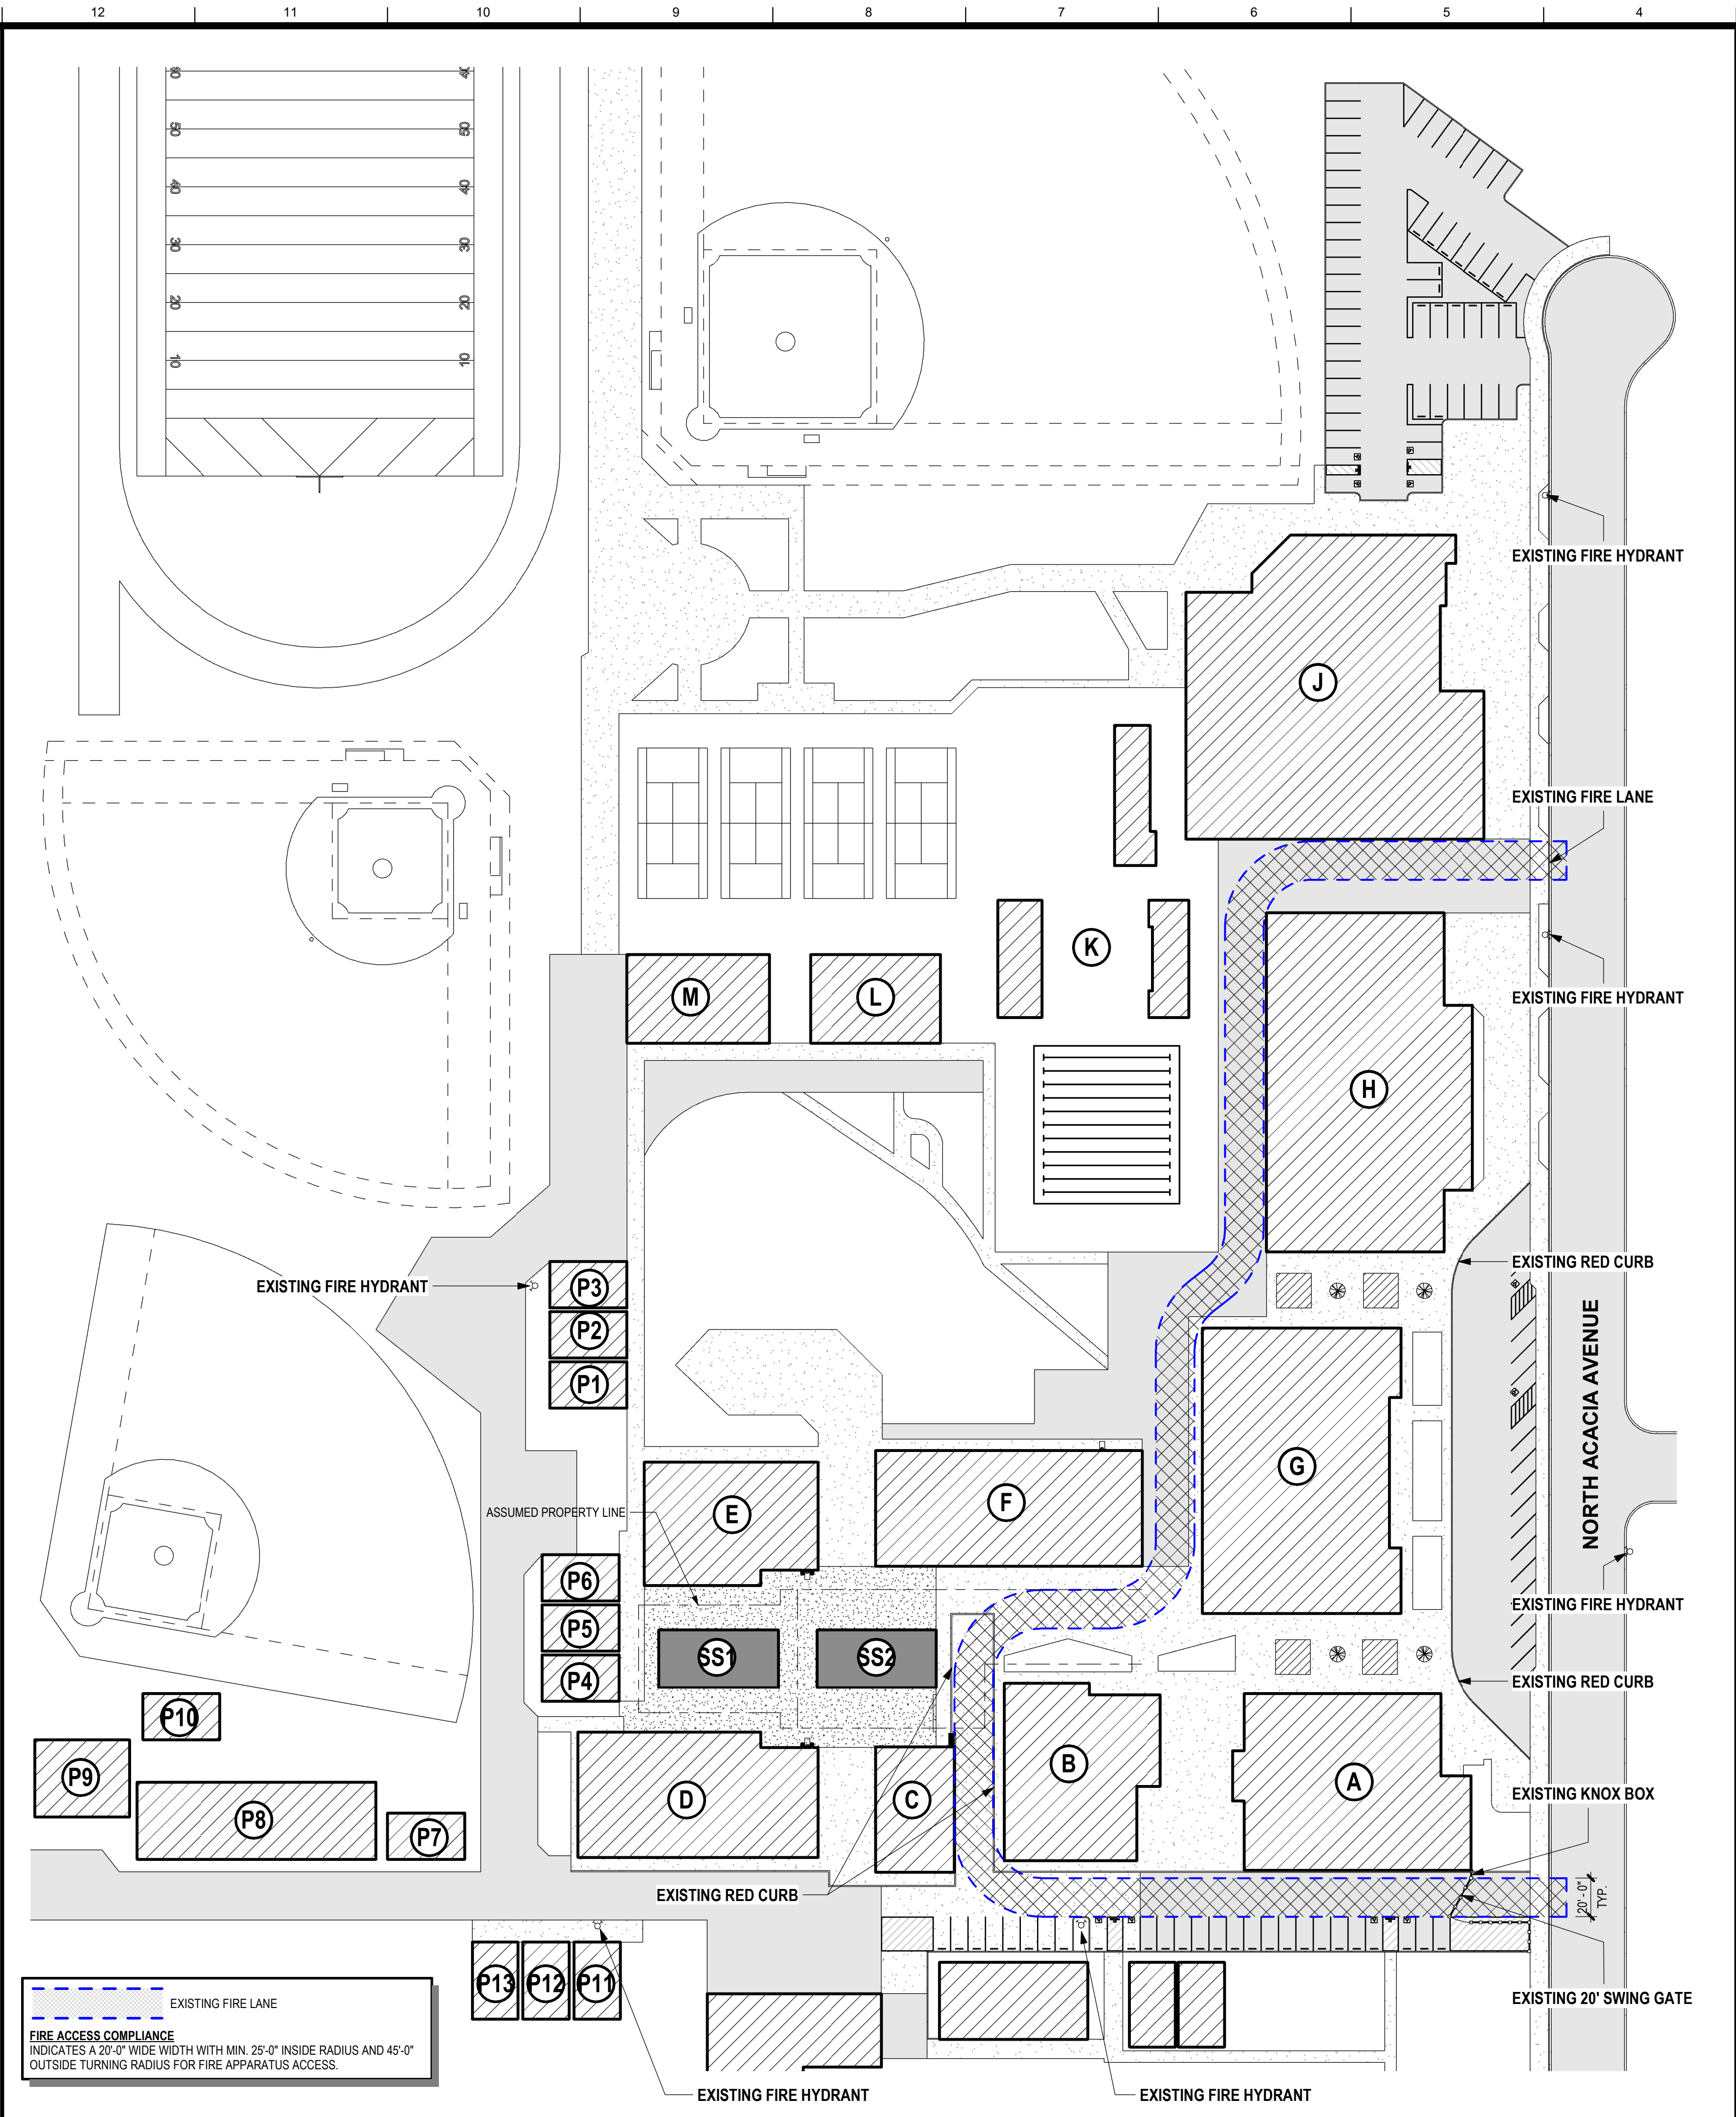 12 11 10 9 8 7 6 5 4
50 50
40 40
30 30
20 20
10 10
EXISTING FIRE HYDRANT
J
EXISTING FIRE LANE
K
M L
EXISTING FIRE HYDRANT
H
EXISTING RED CURB
EXISTING FIRE HYDRANT
P3
P2
P1
NORTH ACACIA AVENUE
G
F
E
ASSUMED PROPERTY LINE
P6
P5
P4
EXISTING FIRE HYDRANT
SS1 SS2
EXISTING RED CURB
P10
P9
P8
P7
D
C
B
A
EXISTING KNOX BOX
EXISTING RED CURB
20' - 0"
TYP.
P13 P12 P11
EXISTING 20' SWING GATE
EXISTING FIRE LANE
FIRE ACCESS COMPLIANCE
INDICATES A 20'-0" WIDE WIDTH WITH MIN. 25'-0" INSIDE RADIUS AND 45'-0"
OUTSIDE TURNING RADIUS FOR FIRE APPARATUS ACCESS.
EXISTING FIRE HYDRANT
EXISTING FIRE HYDRANT